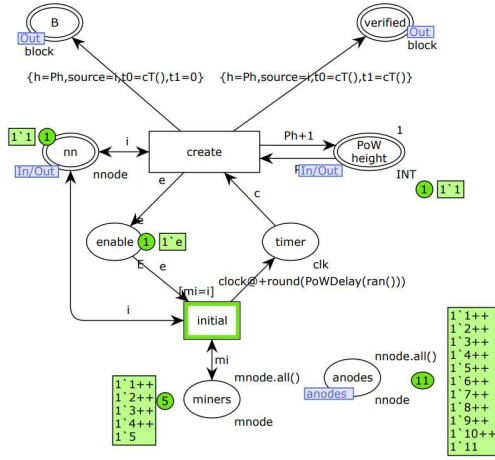 B
Out
block
verified
Out
block
{h=Ph,source=i,t0=cT(),t1=0}
{h=Ph,source=i,t0=cT(),t1=cT()}
1`1
1
nn
In/Out
nnode
i
create
Ph+1
PoW
height
In/Out
1
INT
1
1`1
e
c
e
enable
1
1`e
E
e
timer
clk
[mi=i]
clock@+round(PoWDelay(ran()))
i
initial
mi
1`1++
1`2++
1`3++
1`4++
1`5
5
miners
mnode.all()
mnode
anodes
anodes
nnode.all()
nnode
11
1`1++
1`2++
1`3++
1`4++
1`5++
1`6++
1`7++
1`8++
1`9++
1`10++
1`11